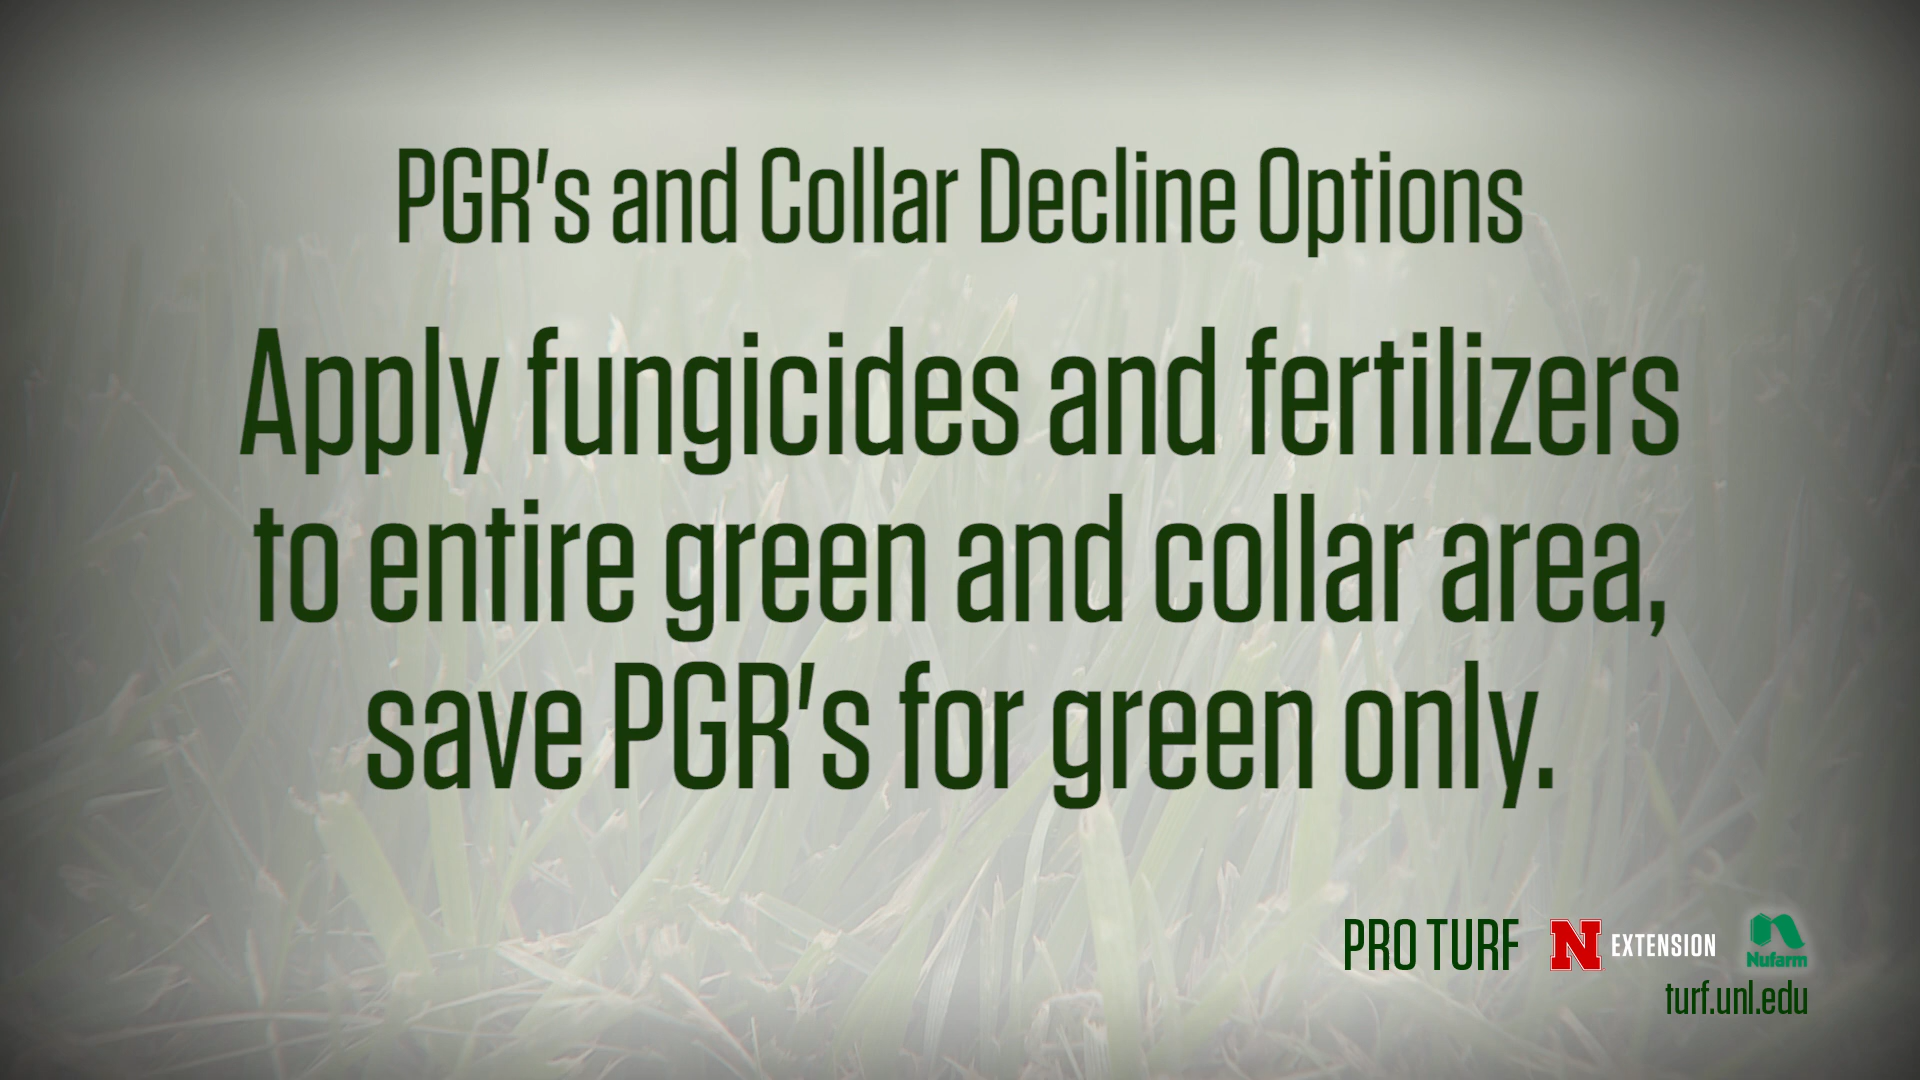 PGR's and Collar Decline Options
Apply fungicides and fertilizers
to entire green and collar area,
save PGR's for green only.
PRO TURF N EXTENSION Nufarm
turf.unl.edu